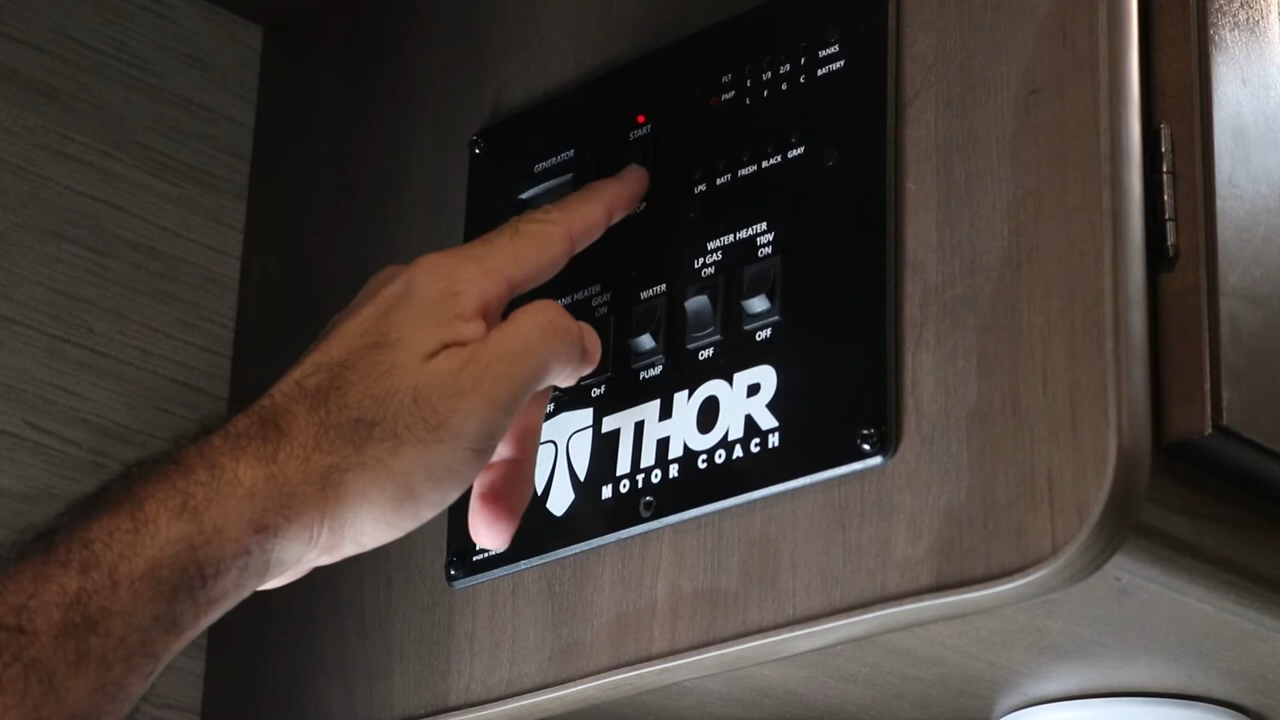 FLT E 1/3 2/3 F TANKS
PMP L F G C BATTERY
START
GENERATOR
LPG BATT FRESH BLACK GRAY
WATER HEATER
LP GAS 110V
ON ON
HEATER
GRAY
ON
WATER
OFF OFF
PUMP
OFF
THOR
MOTOR COACH